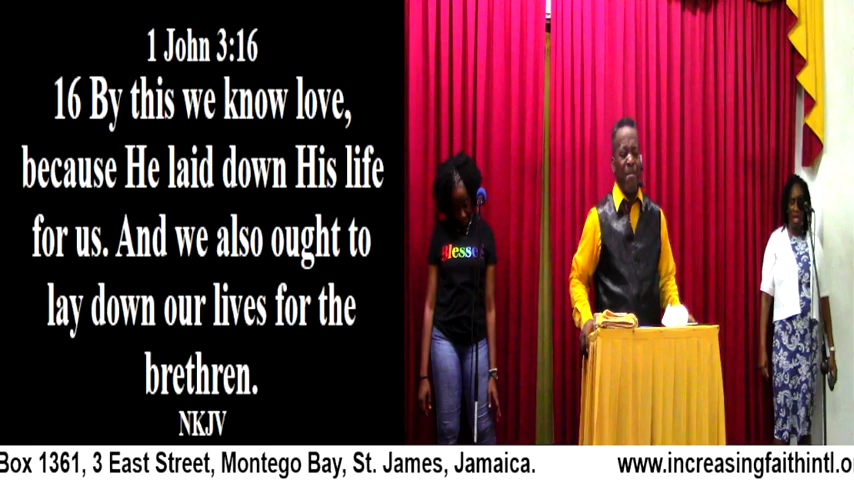 1 John 3:16
16 By this we know love,
because He laid down His life
for us. And we also ought to
lay down our lives for the
brethren.
NKJV
Blesse
Box 1361, 3 East Street, Montego Bay, St. James, Jamaica.
www.increasingfaithintl.o